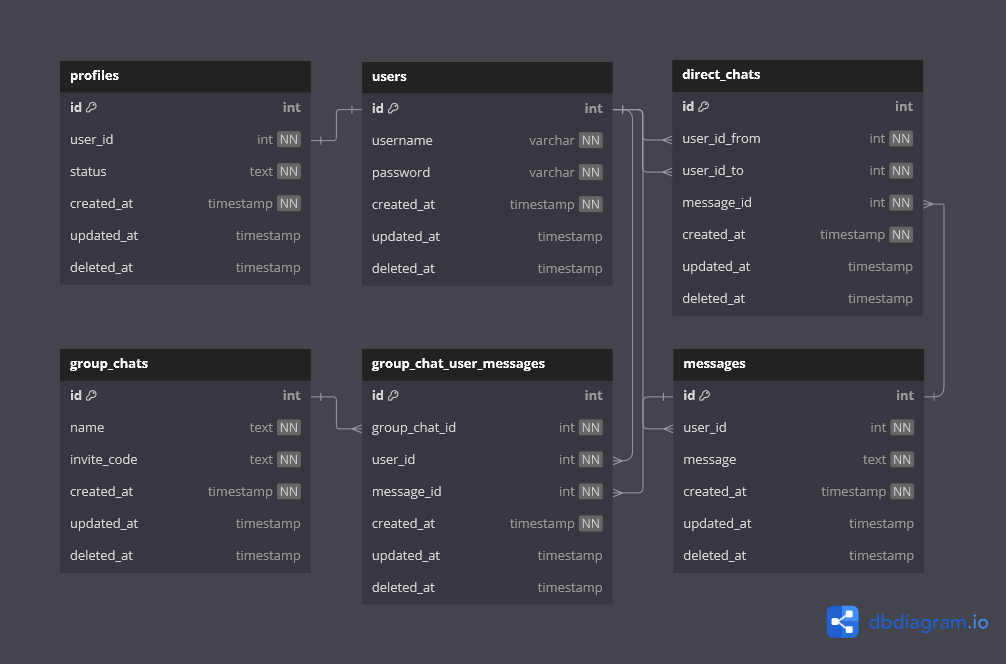 profiles
id int
user_id int NN
status text NN
created_at timestamp NN
updated_at timestamp
deleted_at timestamp
users
id int
username varchar NN
password varchar NN
created_at timestamp NN
updated_at timestamp
deleted_at timestamp
direct_chats
id int
user_id_from int NN
user_id_to int NN
message_id int NN
created_at timestamp NN
updated_at timestamp
deleted_at timestamp
group_chats
id int
name text NN
invite_code text NN
created_at timestamp NN
updated_at timestamp
deleted_at timestamp
group_chat_user_messages
id int
group_chat_id int NN
user_id int NN
message_id int NN
created_at timestamp NN
updated_at timestamp
deleted_at timestamp
messages
id int
user_id int NN
message text NN
created_at timestamp NN
updated_at timestamp
deleted_at timestamp
dbdiagram.io